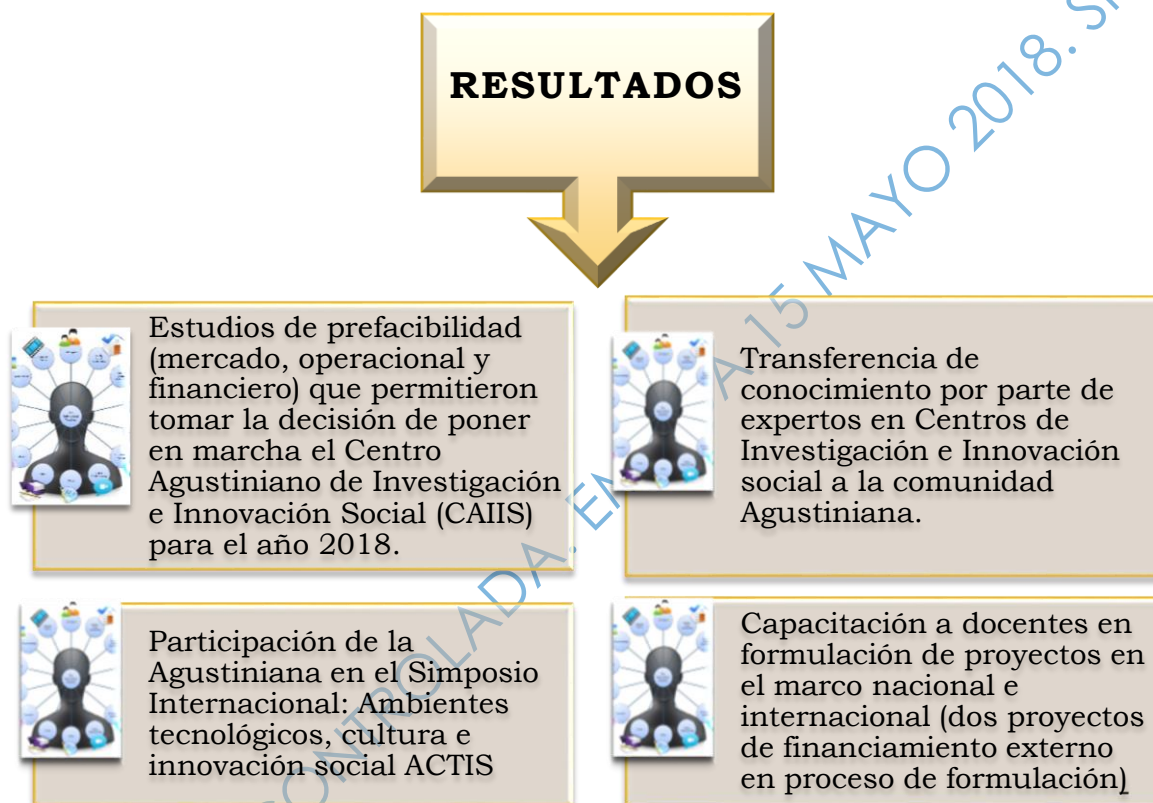 RESULTADOS
Estudios de prefacibilidad
(mercado, operacional y
financiero) que permitieron
tomar la decisión de poner
en marcha el Centro
Agustiniano de Investigación
e Innovación Social (CAIIS)
para el año 2018.
Transferencia de
conocimiento por parte de
expertos en Centros de
Investigación e Innovación
social a la comunidad
Agustiniana.
Participación de la
Agustiniana en el Simposio
Internacional: Ambientes
tecnológicos, cultura e
innovación social ACTIS
Capacitación a docentes en
formulación de proyectos en
el marco nacional e
internacional (dos proyectos
de financiamiento externo
en proceso de formulación)
A 15 MAYO 2018.